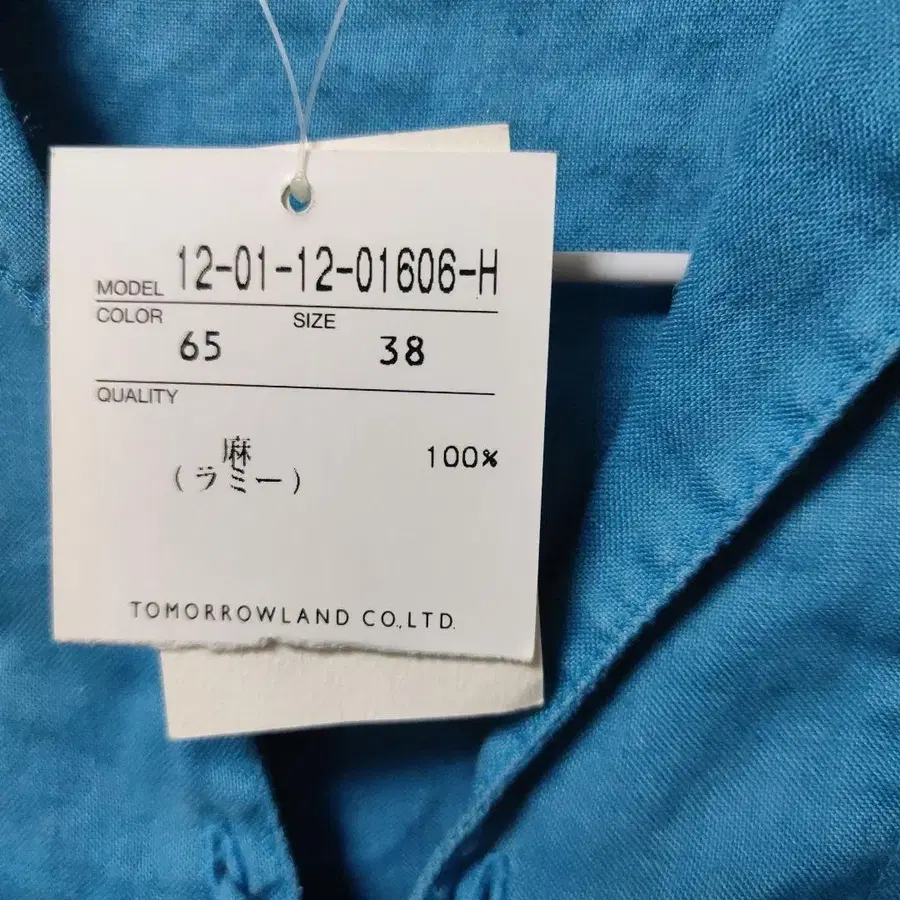 MODEL 12-01-12-01606-H
COLOR SIZE
65 38
QUALITY
麻 100%
(ラミー)
TOMORROWLAND CO.,LTD.